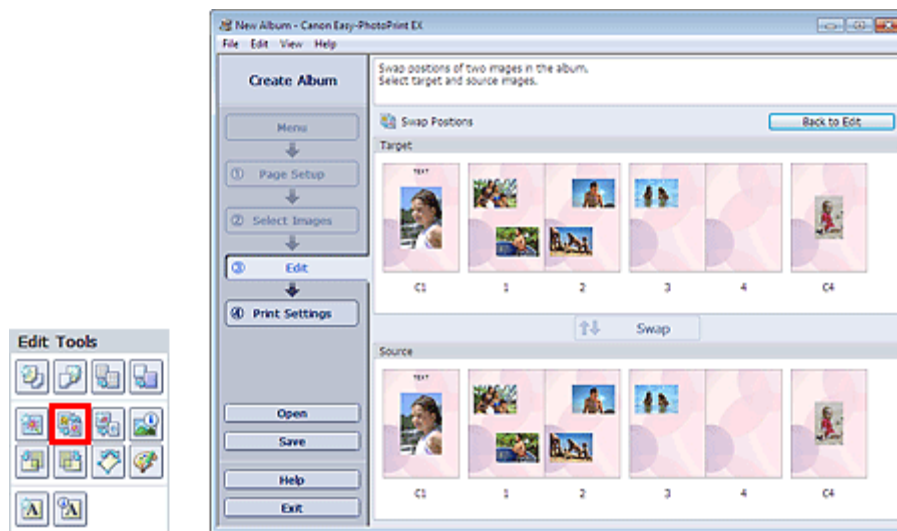 New Album - Canon Easy-PhotoPrint EX
File Edit View Help
Create Album
Menu
① Page Setup
② Select Images
③ Edit
④ Print Settings
Open
Save
Help
Exit
Swap postions of two images in the album.
Select target and source images.
Swap Postions
Back to Edit
Target
TEXT
C1 1 2 3 4 C4
Swap
Source
TEXT
C1 1 2 3 4 C4
Edit Tools
A A